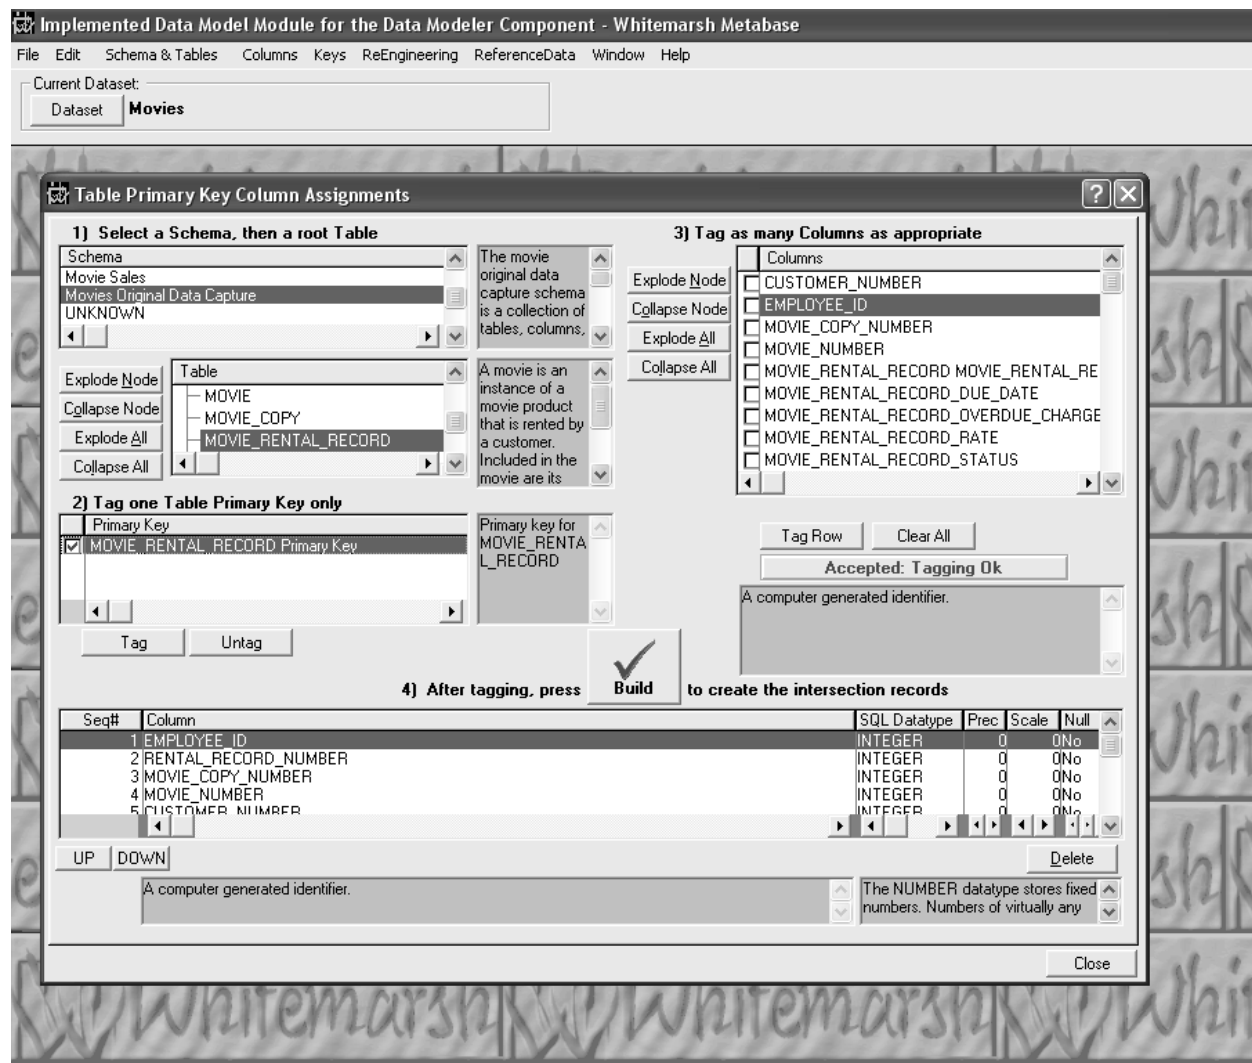 Implemented Data Model Module for the Data Modeler Component - Whitemarsh Metabase
File Edit Schema & Tables Columns Keys ReEngineering ReferenceData Window Help
Current Dataset:
Dataset Movies
Table Primary Key Column Assignments
1) Select a Schema, then a root Table
Schema
Movie Sales
Movies Original Data Capture
UNKNOWN
The movie
original data
capture schema
is a collection of
tables, columns,
Explode Node
Collapse Node
Explode All
Collapse All
Table
MOVIE
MOVIE_COPY
MOVIE_RENTAL_RECORD
A movie is an
instance of a
movie product
that is rented by
a customer.
Included in the
movie are its
2) Tag one Table Primary Key only
Primary Key
MOVIE_RENTAL_RECORD Primary Key
Primary key for
MOVIE_RENTA
L_RECORD
Tag Untag
3) Tag as many Columns as appropriate
Explode Node
Collapse Node
Explode All
Collapse All
Columns
CUSTOMER_NUMBER
EMPLOYEE_ID
MOVIE_COPY_NUMBER
MOVIE_NUMBER
MOVIE_RENTAL_RECORD MOVIE_RENTAL_RE
MOVIE_RENTAL_RECORD_DUE_DATE
MOVIE_RENTAL_RECORD_OVERDUE_CHARGE
MOVIE_RENTAL_RECORD_RATE
MOVIE_RENTAL_RECORD_STATUS
Tag Row Clear All
Accepted: Tagging Ok
A computer generated identifier.
4) After tagging, press Build to create the intersection records
Seq# Column SQL Datatype Prec Scale Null
1 EMPLOYEE_ID INTEGER 0 0 No
2 RENTAL_RECORD_NUMBER INTEGER 0 0 No
3 MOVIE_COPY_NUMBER INTEGER 0 0 No
4 MOVIE_NUMBER INTEGER 0 0 No
5 CUSTOMER_NUMBER INTEGER 0 0 No
UP DOWN Delete
A computer generated identifier.
The NUMBER datatype stores fixed
numbers. Numbers of virtually any
Close
Whitemarsh Whitemarsh Whi